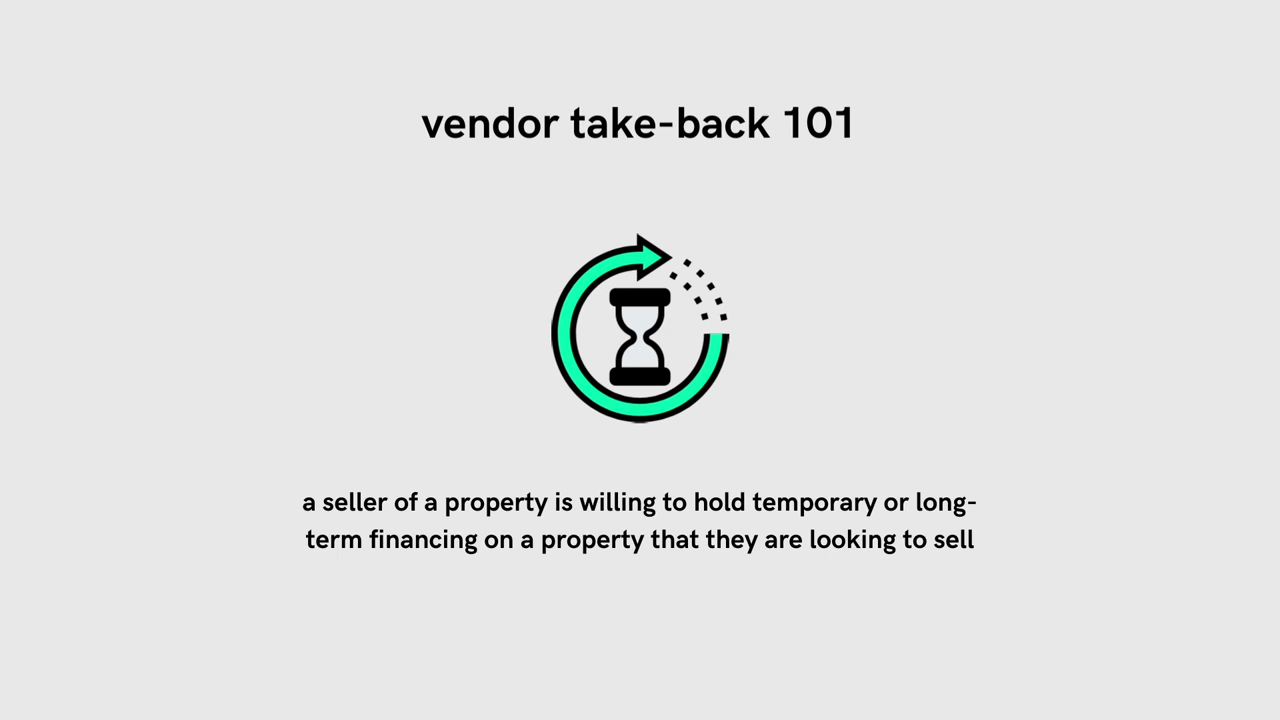 vendor take-back 101
a seller of a property is willing to hold temporary or long-
term financing on a property that they are looking to sell